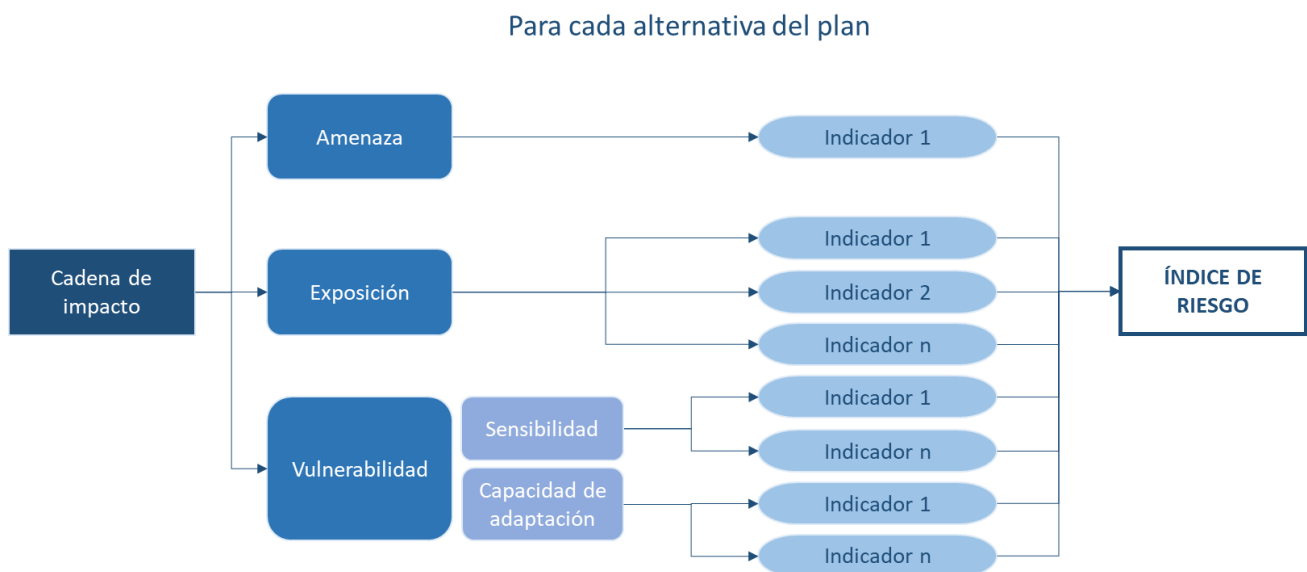 Para cada alternativa del plan
Amenaza
Indicador 1
Cadena de
impacto
Exposición
Indicador 1
Indicador 2
Indicador n
ÍNDICE DE
RIESGO
Vulnerabilidad
Sensibilidad
Indicador 1
Indicador n
Capacidad de
adaptación
Indicador 1
Indicador n